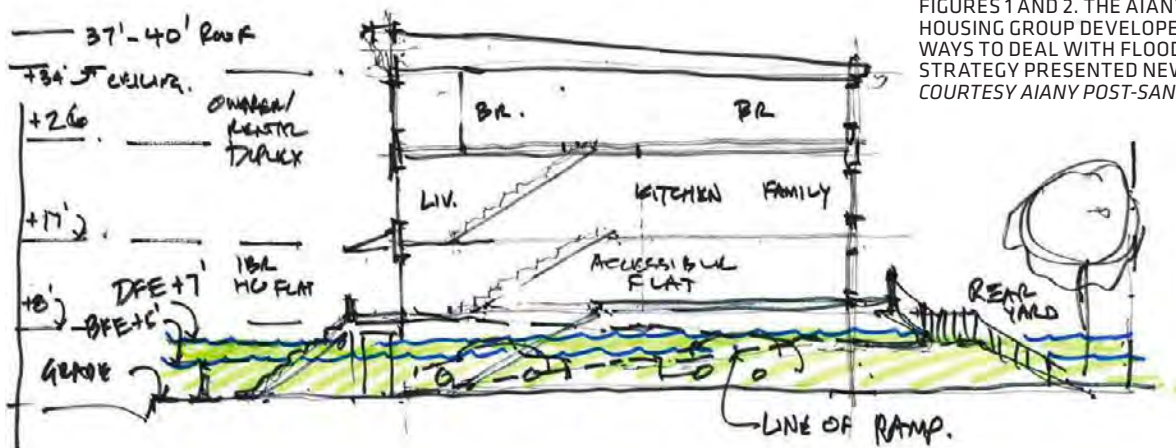 FIGURES 1 AND 2. THE AIANY
HOUSING GROUP DEVELOPE
WAYS TO DEAL WITH FLOOD
STRATEGY PRESENTED NEV
COURTESY AIANY POST-SAN
37'-40' ROOF
+34' CEILING.
OWNER/
RENTAL
DUPLEX
+26
BR.
BR
LIV.
KITCHEN
FAMILY
+17'
1BR
HC FLAT
ACCESSIBLE
FLAT
+8'
DFE +7'
BFE +6'
GRADE
REAR
YARD
LINE OF RAMP.